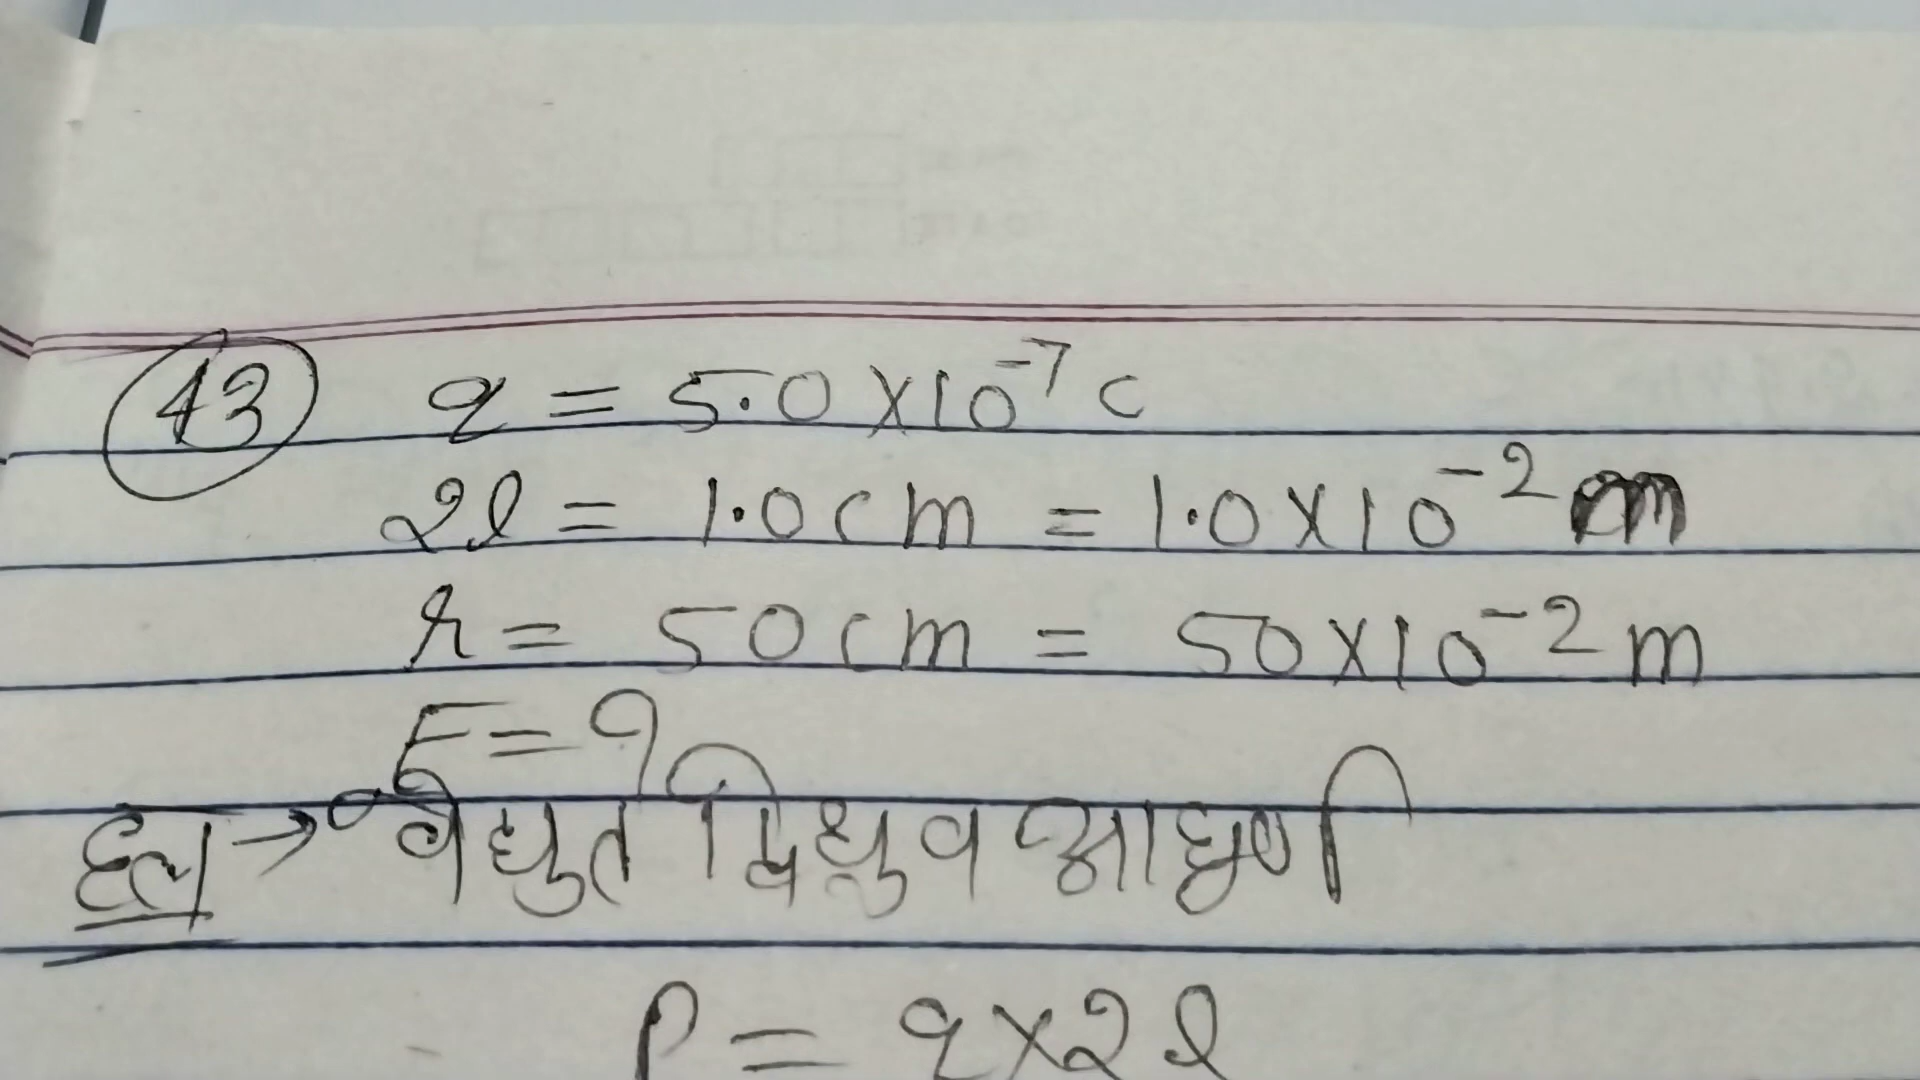 13 q = 5.0 × 10⁻⁷ c
2l = 1.0 cm = 1.0 × 10⁻² m
r = 50 cm = 50 × 10⁻² m
E = ?
हल → वैद्युत द्विध्रुव आघूर्ण
P = q × 2l